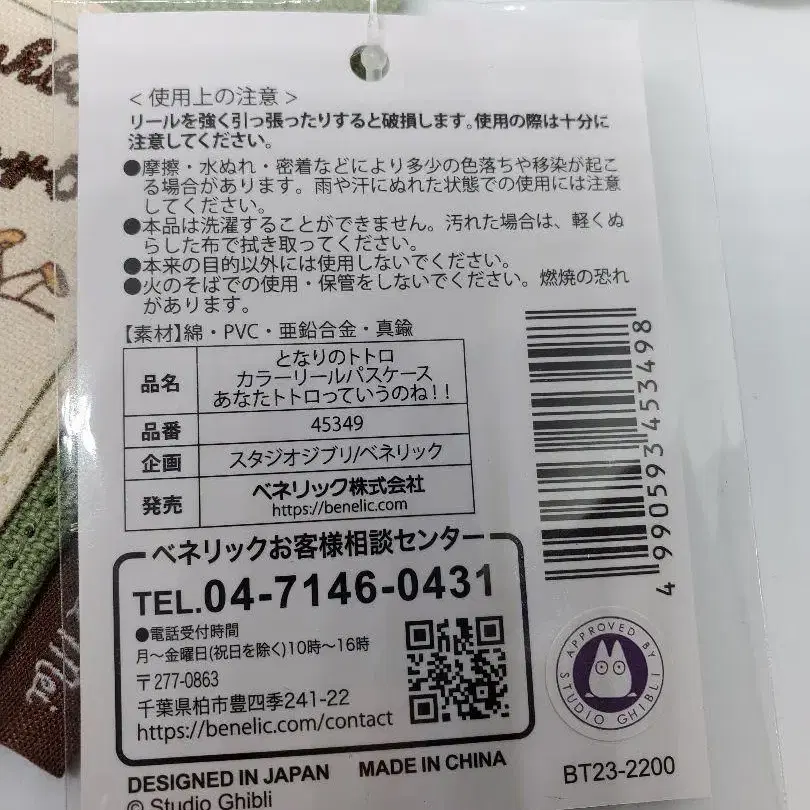 <使用上の注意>
リールを強く引っ張ったりすると破損します。使用の際は十分に
注意してください。
●摩擦・水ぬれ・密着などにより多少の色落ちや移染が起こ
る場合があります。雨や汗にぬれた状態での使用には注意
してください。
●本品は洗濯することができません。汚れた場合は、軽くぬ
らした布で拭き取ってください。
●本来の目的以外には使用しないでください。
●火のそばでの使用・保管をしないでください。燃焼の恐れ
があります。
【素材】綿・PVC・亜鉛合金・真鍮
品名 となりのトトロ
カラーリールパスケース
あなたトトロっていうのね!!
品番 45349
企画 スタジオジブリ/ベネリック
発売 ベネリック株式会社
https://benelic.com
4 990593 453498
ベネリックお客様相談センター
TEL.04-7146-0431
●電話受付時間
月〜金曜日(祝日を除く)10時〜16時
〒277-0863
千葉県柏市豊四季241-22
https://benelic.com/contact
APPROVED BY
STUDIO GHIBLI
DESIGNED IN JAPAN MADE IN CHINA
BT23-2200
© Studio Ghibli
Mei